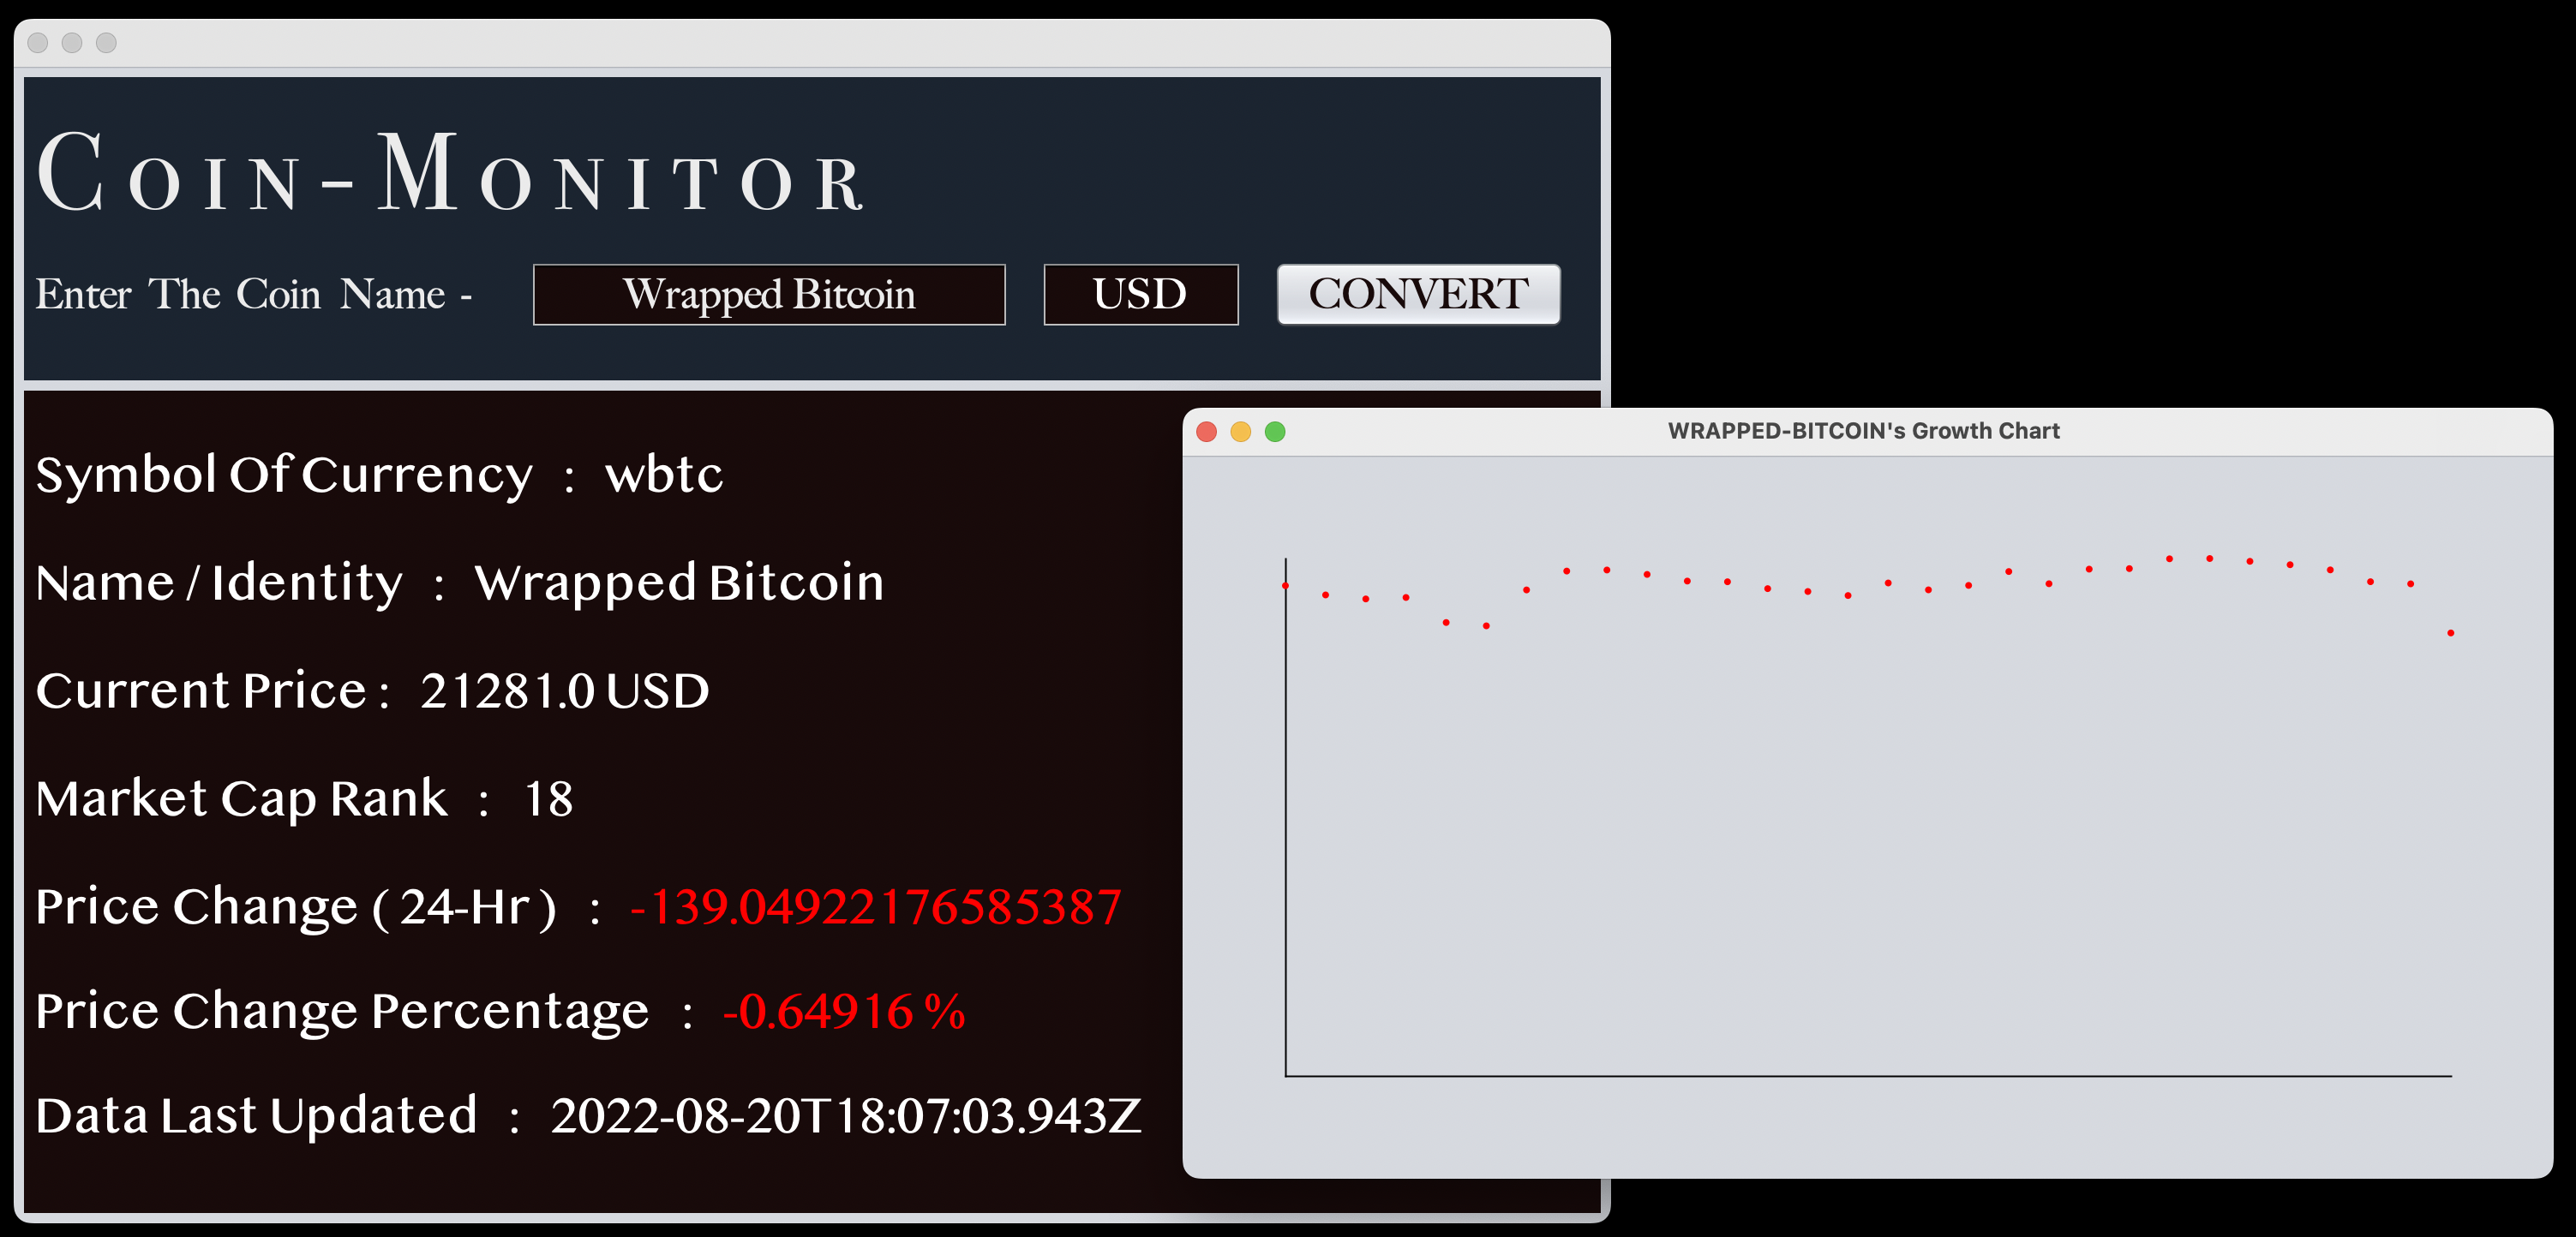 Coin-Monitor
Enter The Coin Name - Wrapped Bitcoin USD CONVERT
Symbol Of Currency : wbtc
Name / Identity : Wrapped Bitcoin
Current Price : 21281.0 USD
Market Cap Rank : 18
Price Change ( 24-Hr ) : -139.04922176585387
Price Change Percentage : -0.64916 %
Data Last Updated : 2022-08-20T18:07:03.943Z
WRAPPED-BITCOIN's Growth Chart